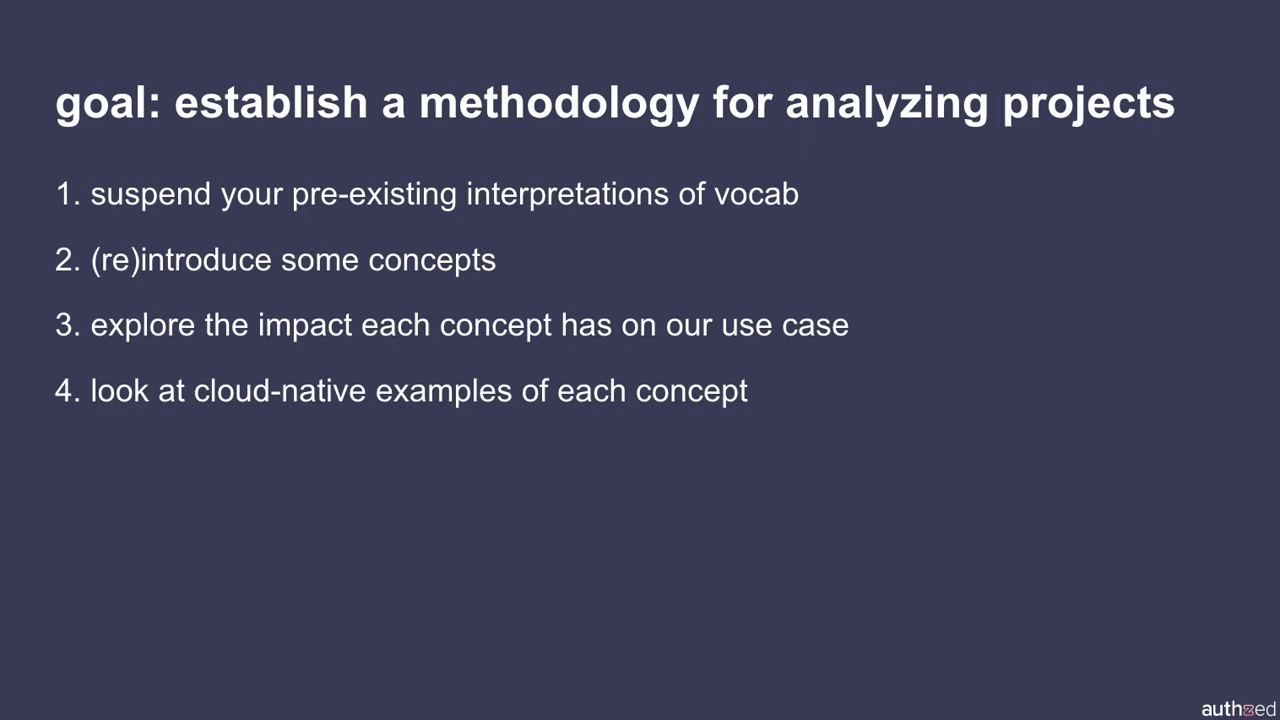 goal: establish a methodology for analyzing projects
1. suspend your pre-existing interpretations of vocab
2. (re)introduce some concepts
3. explore the impact each concept has on our use case
4. look at cloud-native examples of each concept
authzed